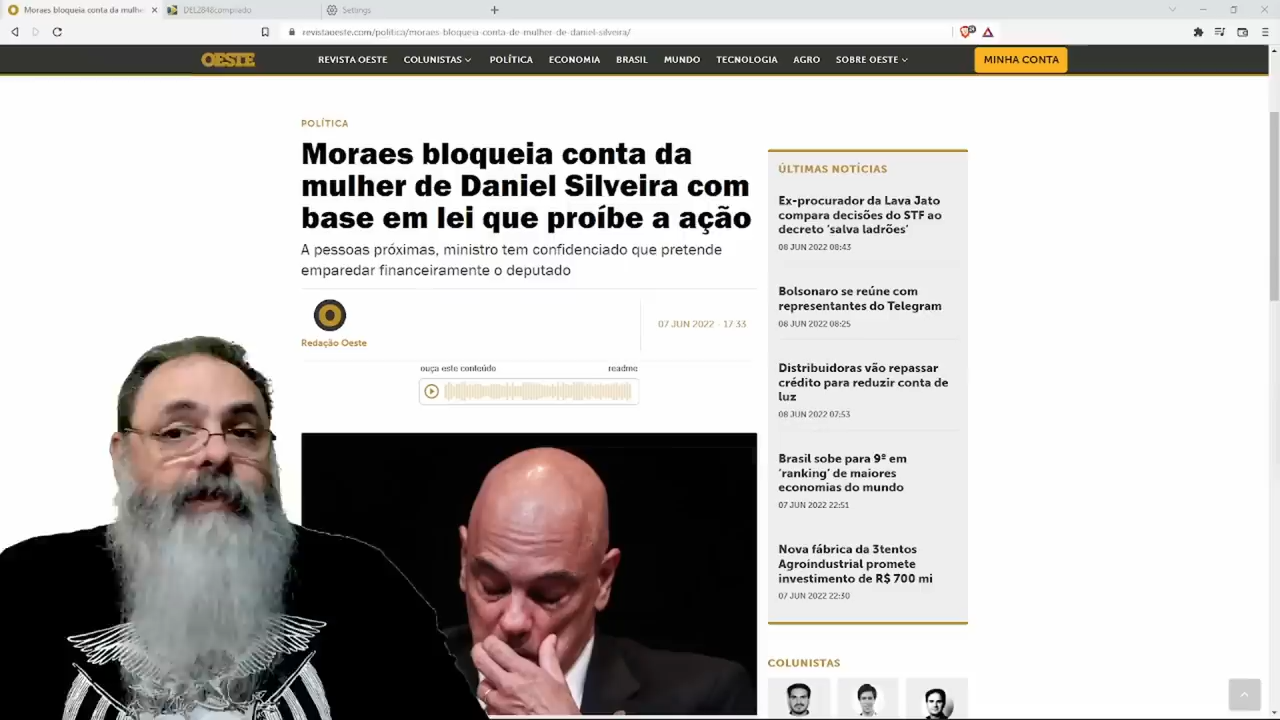 Moraes bloqueia conta da mulhe
DEL2848compilado
Settings
revistaoeste.com/politica/moraes-bloqueia-conta-de-mulher-de-daniel-silveira/
OESTE
REVISTA OESTE
COLUNISTAS
POLÍTICA
ECONOMIA
BRASIL
MUNDO
TECNOLOGIA
AGRO
SOBRE OESTE
MINHA CONTA
POLÍTICA
Moraes bloqueia conta da
mulher de Daniel Silveira com
base em lei que proíbe a ação
A pessoas próximas, ministro tem confidenciado que pretende
emparedar financeiramente o deputado
Redação Oeste
07 JUN 2022 - 17:33
ouça este conteúdo
readme
ÚLTIMAS NOTÍCIAS
Ex-procurador da Lava Jato
compara decisões do STF ao
decreto ‘salva ladrões’
08 JUN 2022 08:43
Bolsonaro se reúne com
representantes do Telegram
08 JUN 2022 08:25
Distribuidoras vão repassar
crédito para reduzir conta de
luz
08 JUN 2022 07:53
Brasil sobe para 9º em
‘ranking’ de maiores
economias do mundo
07 JUN 2022 22:51
Nova fábrica da 3tentos
Agroindustrial promete
investimento de R$ 700 mi
07 JUN 2022 22:30
COLUNISTAS